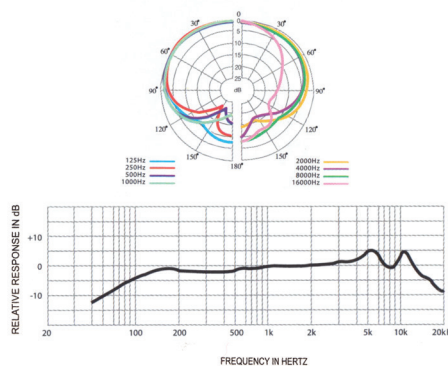 0
30° 30°
0
5
60° 10 60°
15
20
25
90° dB 90°
120° 120°
150° 180° 150°
125Hz 2000Hz
250Hz 4000Hz
500Hz 8000Hz
1000Hz 16000Hz
RELATIVE RESPONSE IN dB
+10
0
-10
20 100 200 500 1k 2k 5k 10k 20k
FREQUENCY IN HERTZ